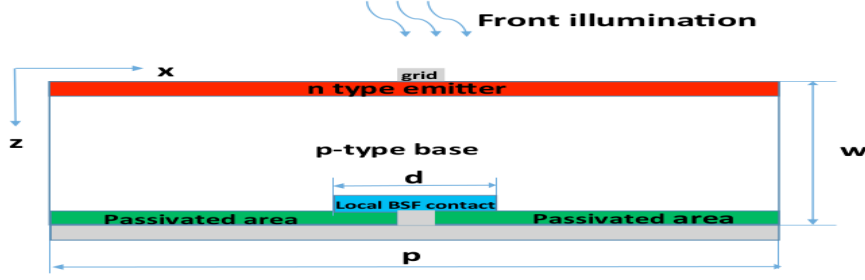 Front illumination
x
grid
n type emitter
z
p-type base
w
d
Local BSF contact
Passivated area
Passivated area
p